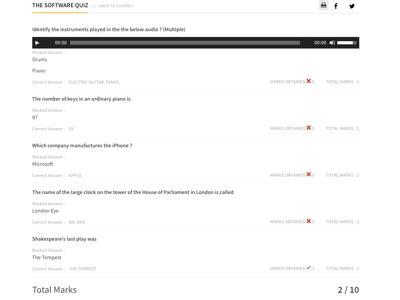 THE SOFTWARE QUIZ
BACK TO COURSE
Identify the instruments played in the the below audio ? (Multiple)
00:00 00:00
Marked Answer :
Drums
Piano
Correct Answer : ELECTRIC GUITAR, PIANO, MARKS OBTAINED TOTAL MARKS : 2
The number of keys in an ordinary piano is
Marked Answer :
87
Correct Answer : 88 MARKS OBTAINED TOTAL MARKS : 2
Which company manufactures the iPhone ?
Marked Answer :
Microsoft
Correct Answer : APPLE MARKS OBTAINED TOTAL MARKS : 2
The name of the large clock on the tower of the House of Parliament in London is called
Marked Answer :
London Eye
Correct Answer : BIG BEN MARKS OBTAINED TOTAL MARKS : 2
Shakespeare's last play was
Marked Answer :
The Tempest
Correct Answer : THE TEMPEST MARKS OBTAINED 2 TOTAL MARKS : 2
Total Marks 2 / 10